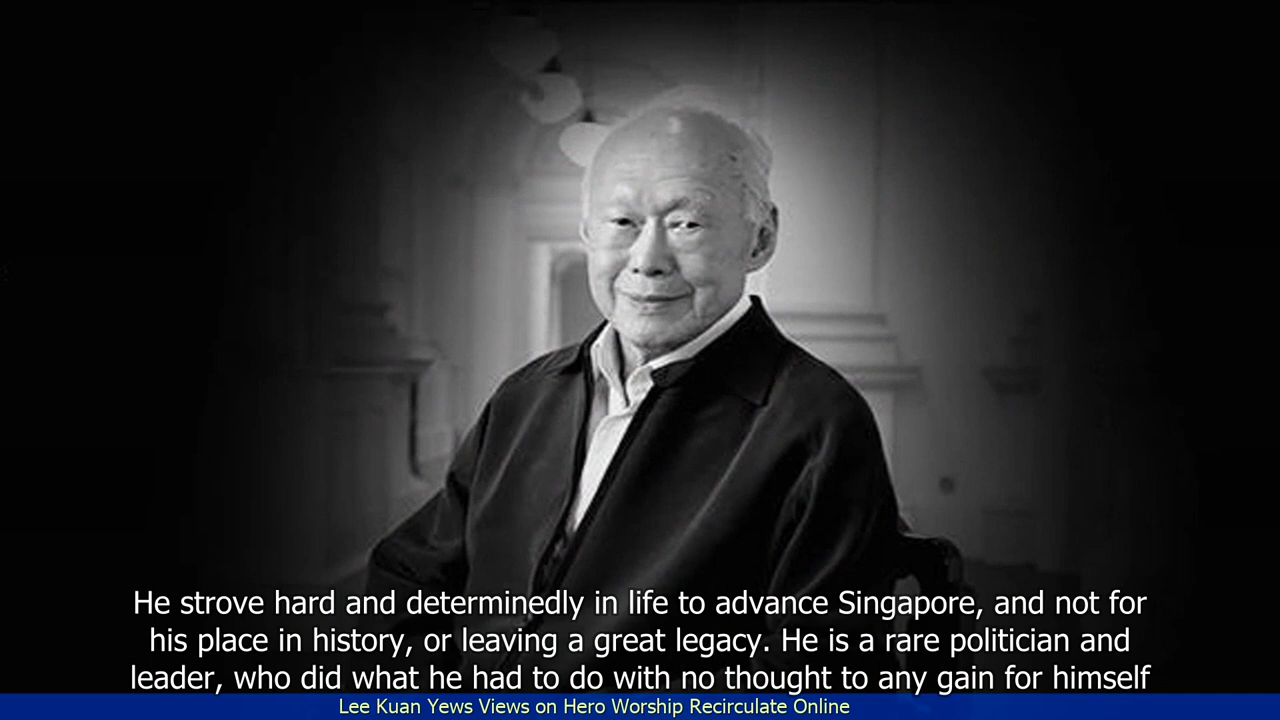 He strove hard and determinedly in life to advance Singapore, and not for
his place in history, or leaving a great legacy. He is a rare politician and
leader, who did what he had to do with no thought to any gain for himself
Lee Kuan Yews Views on Hero Worship Recirculate Online